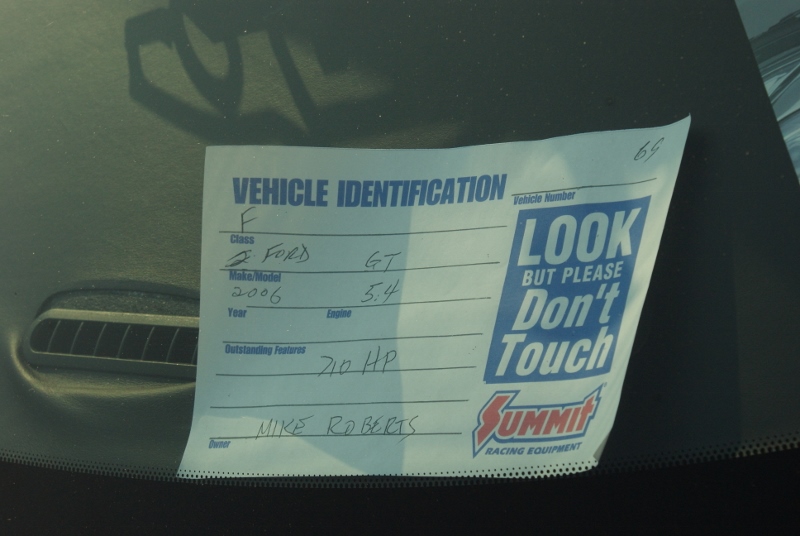 69
VEHICLE IDENTIFICATION
Vehicle Number
F
Class
FORD GT
Make/Model
2006 5.4
Year Engine
Outstanding Features
710 HP
MIKE ROBERTS
Owner
LOOK
BUT PLEASE
Don't
Touch
SUMMIT
RACING EQUIPMENT